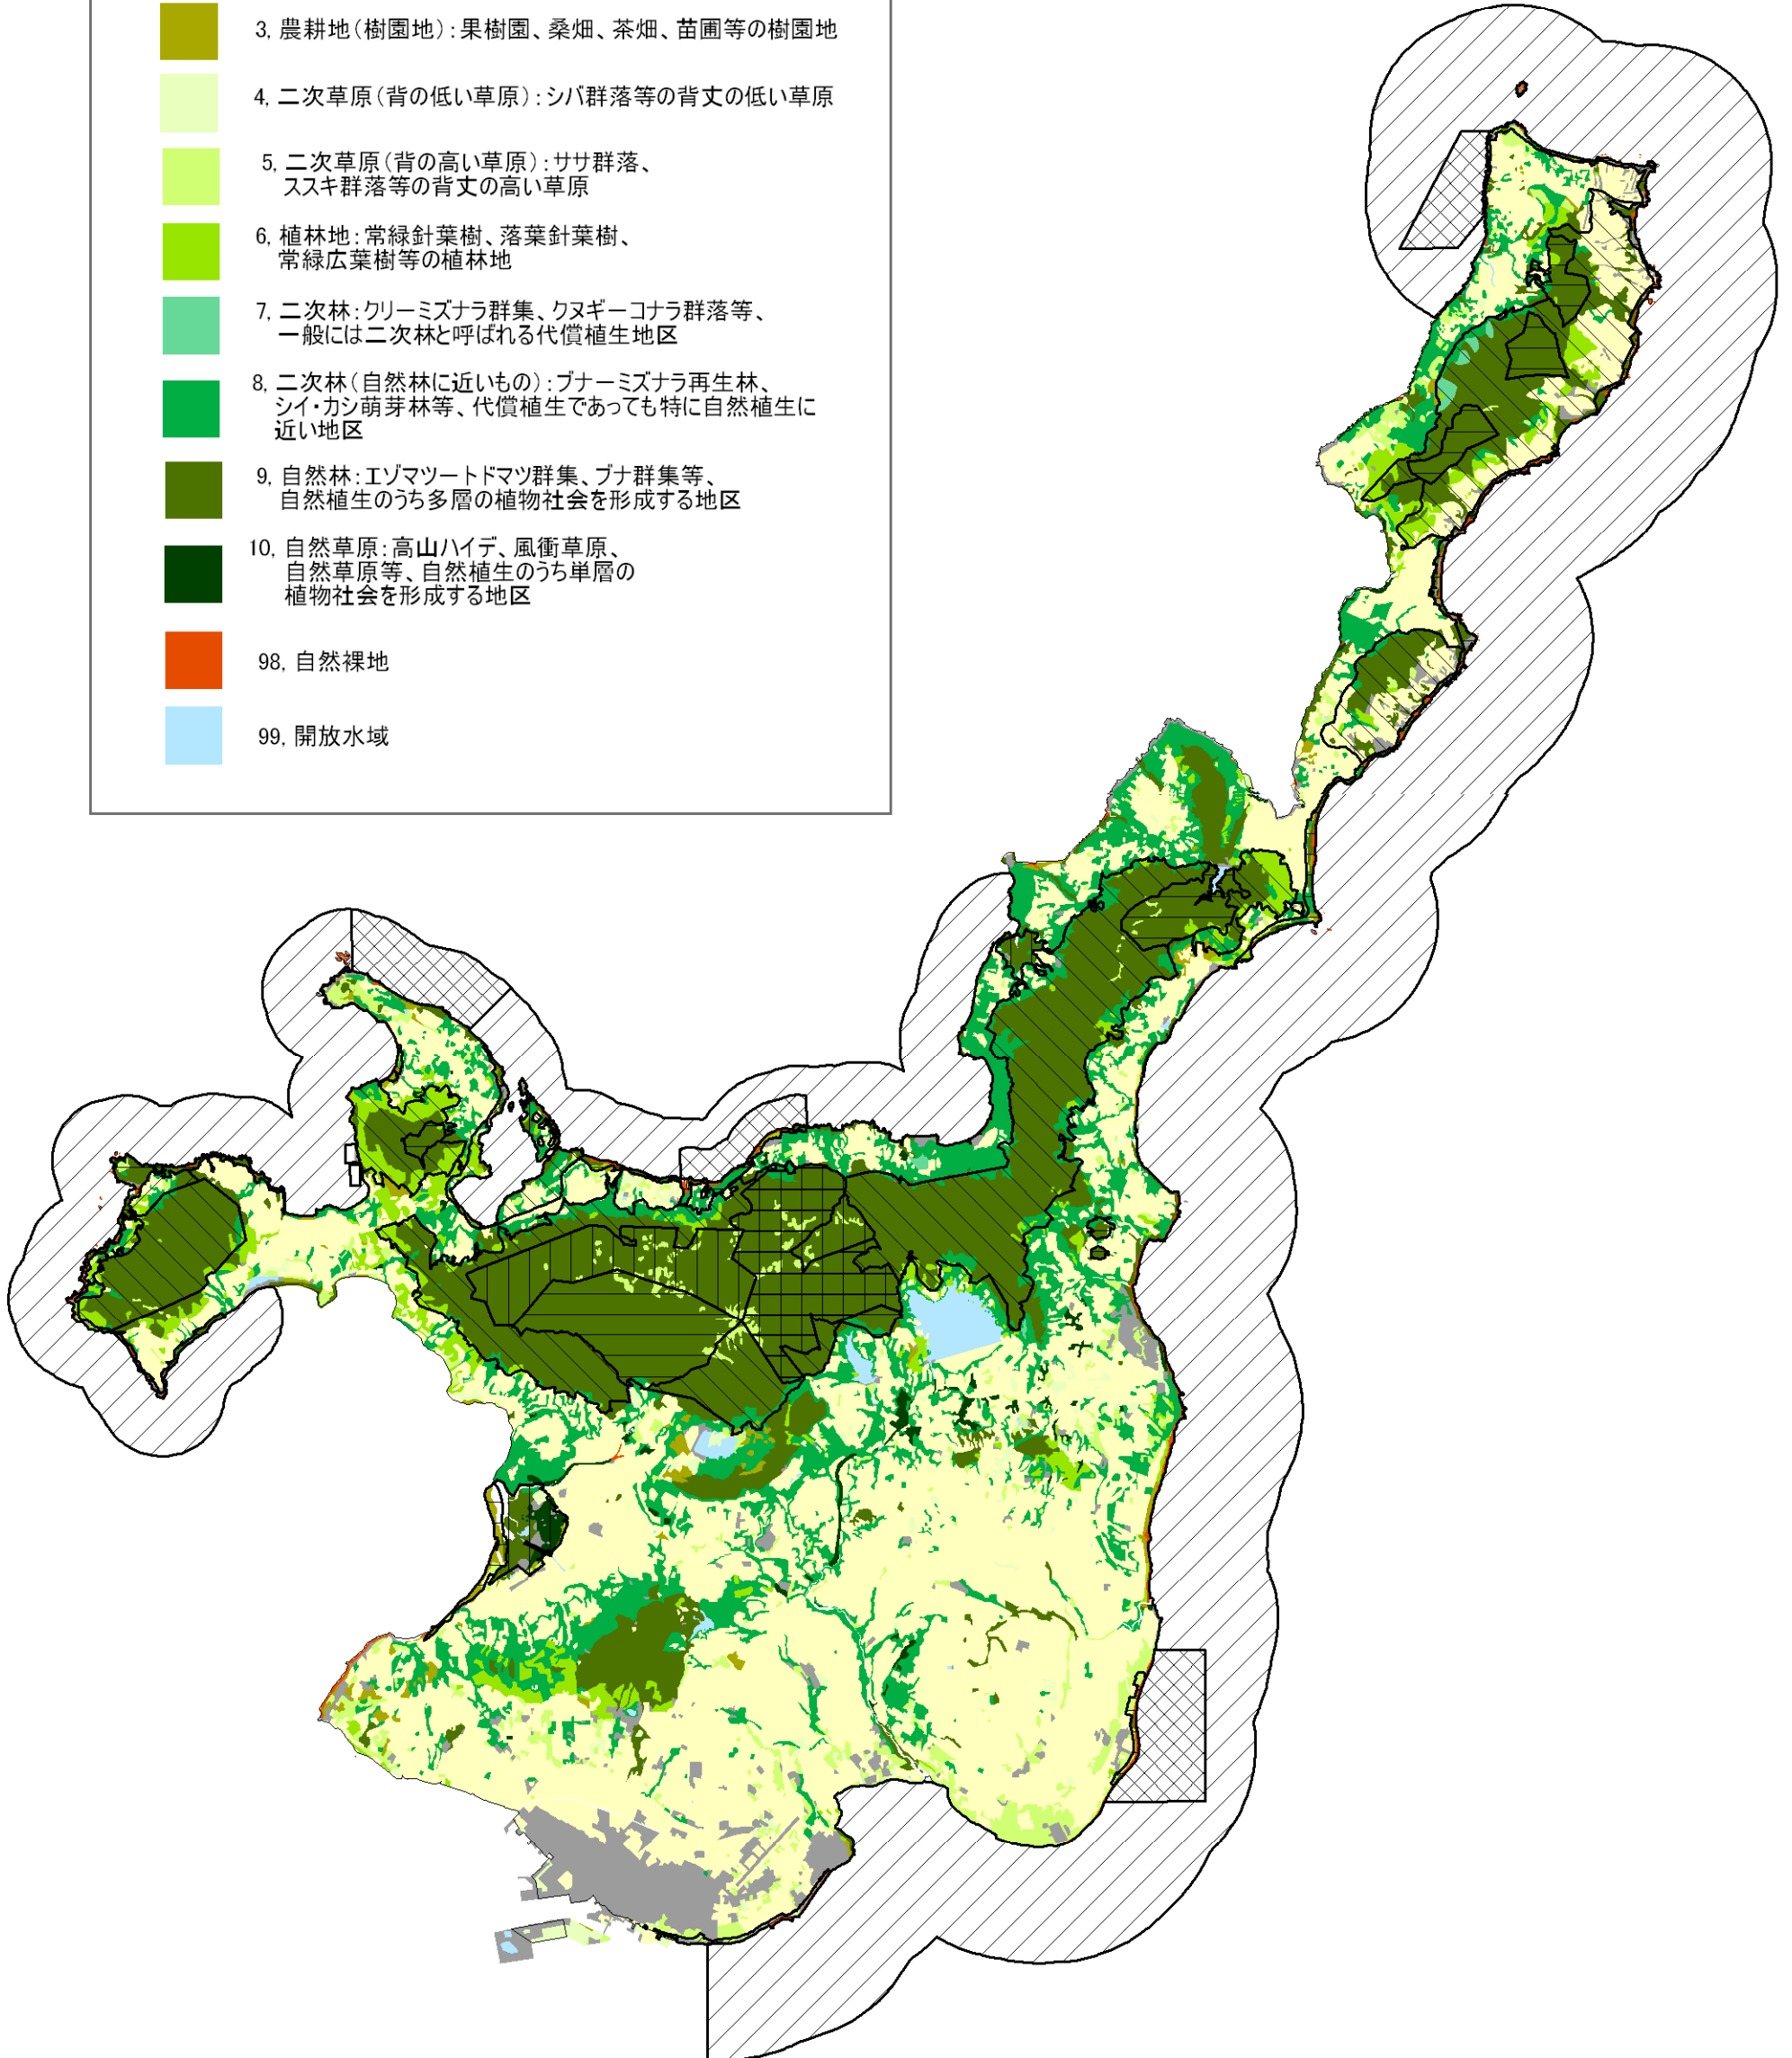 3, 農耕地(樹園地):果樹園、桑畑、茶畑、苗圃等の樹園地
4, 二次草原(背の低い草原):シバ群落等の背丈の低い草原
5, 二次草原(背の高い草原):ササ群落、
ススキ群落等の背丈の高い草原
6, 植林地:常緑針葉樹、落葉針葉樹、
常緑広葉樹等の植林地
7, 二次林:クリーミズナラ群集、クヌギーコナラ群落等、
一般には二次林と呼ばれる代償植生地区
8, 二次林(自然林に近いもの):ブナーミズナラ再生林、
シイ・カシ萌芽林等、代償植生であっても特に自然植生に
近い地区
9, 自然林:エゾマツートドマツ群集、ブナ群集等、
自然植生のうち多層の植物社会を形成する地区
10, 自然草原:高山ハイデ、風衝草原、
自然草原等、自然植生のうち単層の
植物社会を形成する地区
98, 自然裸地
99, 開放水域